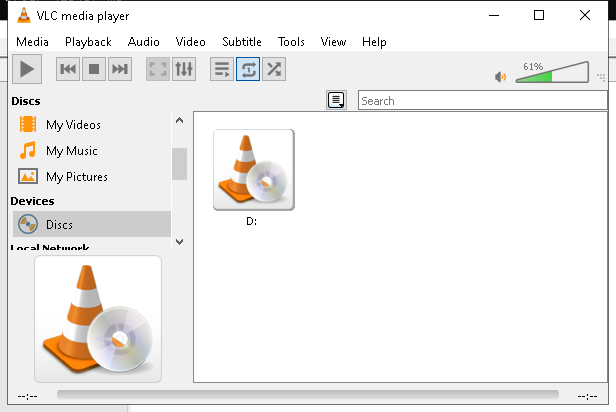 VLC media player
Media Playback Audio Video Subtitle Tools View Help
61%
Discs
Search
My Videos
My Music
My Pictures
Devices
Discs
Local Network
D:
--:-- --:--